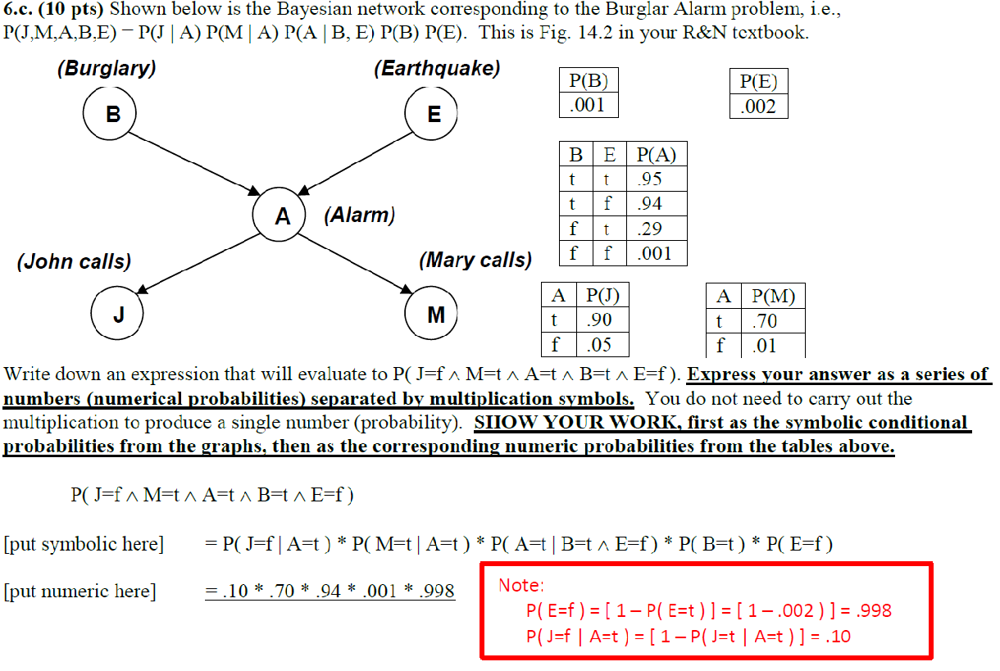 6.c. (10 pts) Shown below is the Bayesian network corresponding to the Burglar Alarm problem, i.e.,
P(J,M,A,B,E) = P(J | A) P(M | A) P(A | B, E) P(B) P(E). This is Fig. 14.2 in your R&N textbook.
(Burglary)
(Earthquake)
B
E
A
(Alarm)
(John calls)
(Mary calls)
J
M
P(B)
.001
P(E)
.002
B E P(A)
t t .95
t f .94
f t .29
f f .001
A P(J)
t .90
f .05
A P(M)
t .70
f .01
Write down an expression that will evaluate to P( J=f ∧ M=t ∧ A=t ∧ B=t ∧ E=f ). Express your answer as a series of
numbers (numerical probabilities) separated by multiplication symbols. You do not need to carry out the
multiplication to produce a single number (probability). SHOW YOUR WORK, first as the symbolic conditional
probabilities from the graphs, then as the corresponding numeric probabilities from the tables above.
P( J=f ∧ M=t ∧ A=t ∧ B=t ∧ E=f )
[put symbolic here] = P( J=f | A=t ) * P( M=t | A=t ) * P( A=t | B=t ∧ E=f ) * P( B=t ) * P( E=f )
[put numeric here] = .10 * .70 * .94 * .001 * .998
Note:
P( E=f ) = [ 1 – P( E=t ) ] = [ 1 – .002 ) ] = .998
P( J=f | A=t ) = [ 1 – P( J=t | A=t ) ] = .10